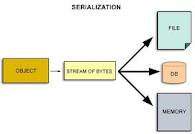 SERIALIZATION
FILE
OBJECT
STREAM OF BYTES
DB
MEMORY